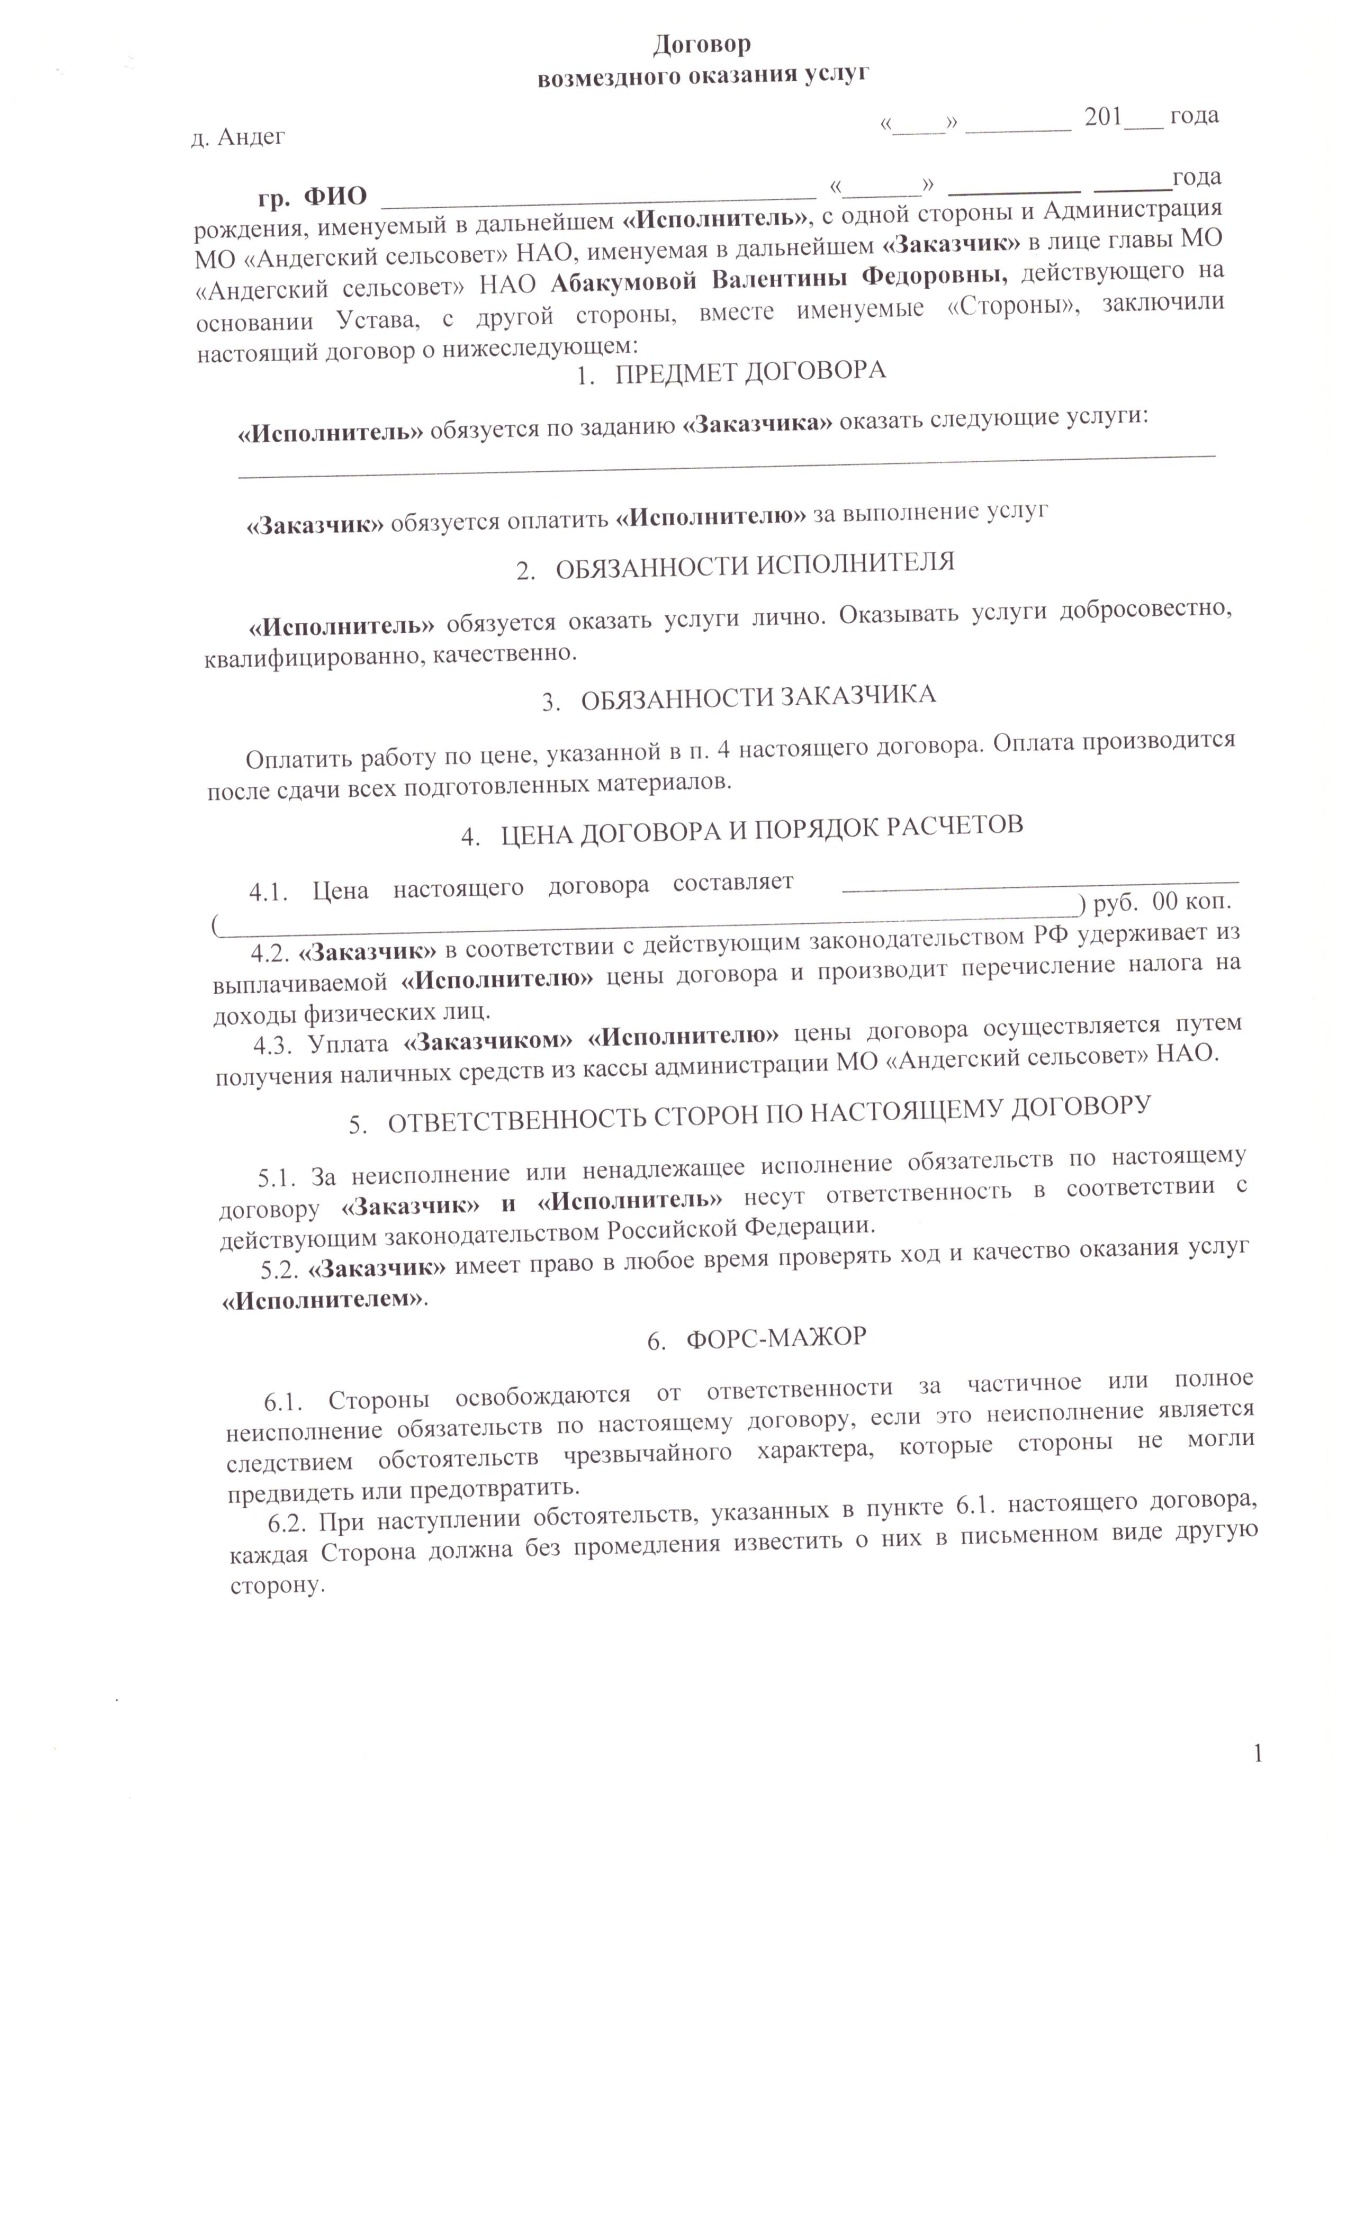 Договор
возмездного оказания услуг
д. Андег «____» ________ 201___ года
гр. ФИО _________________________________ «______» __________ ______года
рождения, именуемый в дальнейшем «Исполнитель», с одной стороны и Администрация
МО «Андегский сельсовет» НАО, именуемая в дальнейшем «Заказчик» в лице главы МО
«Андегский сельсовет» НАО Абакумовой Валентины Федоровны, действующего на
основании Устава, с другой стороны, вместе именуемые «Стороны», заключили
настоящий договор о нижеследующем:
1. ПРЕДМЕТ ДОГОВОРА
«Исполнитель» обязуется по заданию «Заказчика» оказать следующие услуги:
«Заказчик» обязуется оплатить «Исполнителю» за выполнение услуг
2. ОБЯЗАННОСТИ ИСПОЛНИТЕЛЯ
«Исполнитель» обязуется оказать услуги лично. Оказывать услуги добросовестно,
квалифицированно, качественно.
3. ОБЯЗАННОСТИ ЗАКАЗЧИКА
Оплатить работу по цене, указанной в п. 4 настоящего договора. Оплата производится
после сдачи всех подготовленных материалов.
4. ЦЕНА ДОГОВОРА И ПОРЯДОК РАСЧЕТОВ
4.1. Цена настоящего договора составляет ______________________________
(_________________________________________________________________) руб. 00 коп.
4.2. «Заказчик» в соответствии с действующим законодательством РФ удерживает из
выплачиваемой «Исполнителю» цены договора и производит перечисление налога на
доходы физических лиц.
4.3. Уплата «Заказчиком» «Исполнителю» цены договора осуществляется путем
получения наличных средств из кассы администрации МО «Андегский сельсовет» НАО.
5. ОТВЕТСТВЕННОСТЬ СТОРОН ПО НАСТОЯЩЕМУ ДОГОВОРУ
5.1. За неисполнение или ненадлежащее исполнение обязательств по настоящему
договору «Заказчик» и «Исполнитель» несут ответственность в соответствии с
действующим законодательством Российской Федерации.
5.2. «Заказчик» имеет право в любое время проверять ход и качество оказания услуг
«Исполнителем».
6. ФОРС-МАЖОР
6.1. Стороны освобождаются от ответственности за частичное или полное
неисполнение обязательств по настоящему договору, если это неисполнение является
следствием обстоятельств чрезвычайного характера, которые стороны не могли
предвидеть или предотвратить.
6.2. При наступлении обстоятельств, указанных в пункте 6.1. настоящего договора,
каждая Сторона должна без промедления известить о них в письменном виде другую
сторону.
1